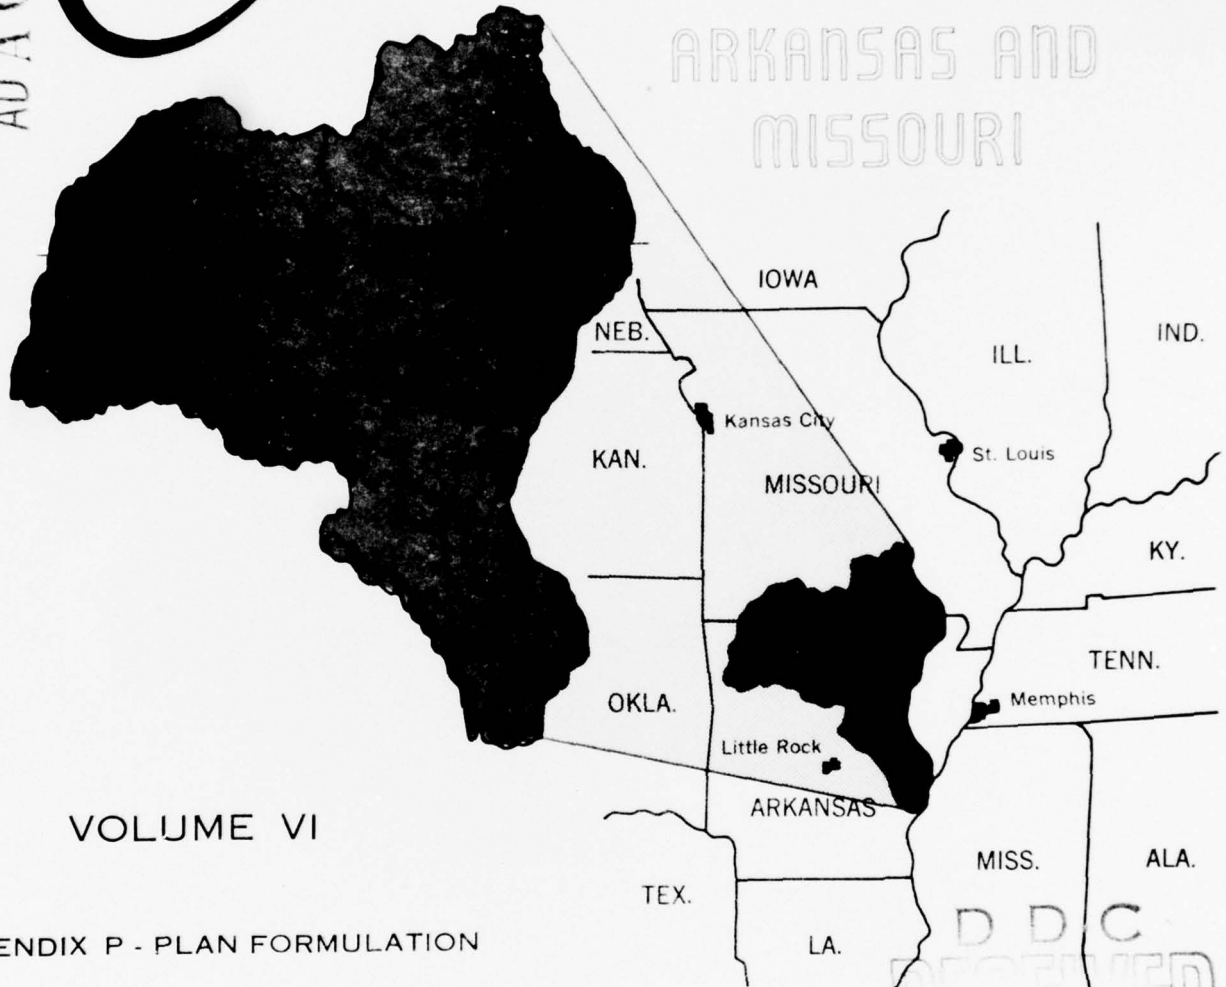 ARKANSAS AND
MISSOURI
IOWA
NEB.
ILL.
IND.
Kansas City
St. Louis
KAN.
MISSOURI
KY.
TENN.
OKLA.
Memphis
Little Rock
ARKANSAS
VOLUME VI
MISS.
ALA.
TEX.
D D C
ENDIX P - PLAN FORMULATION
LA.